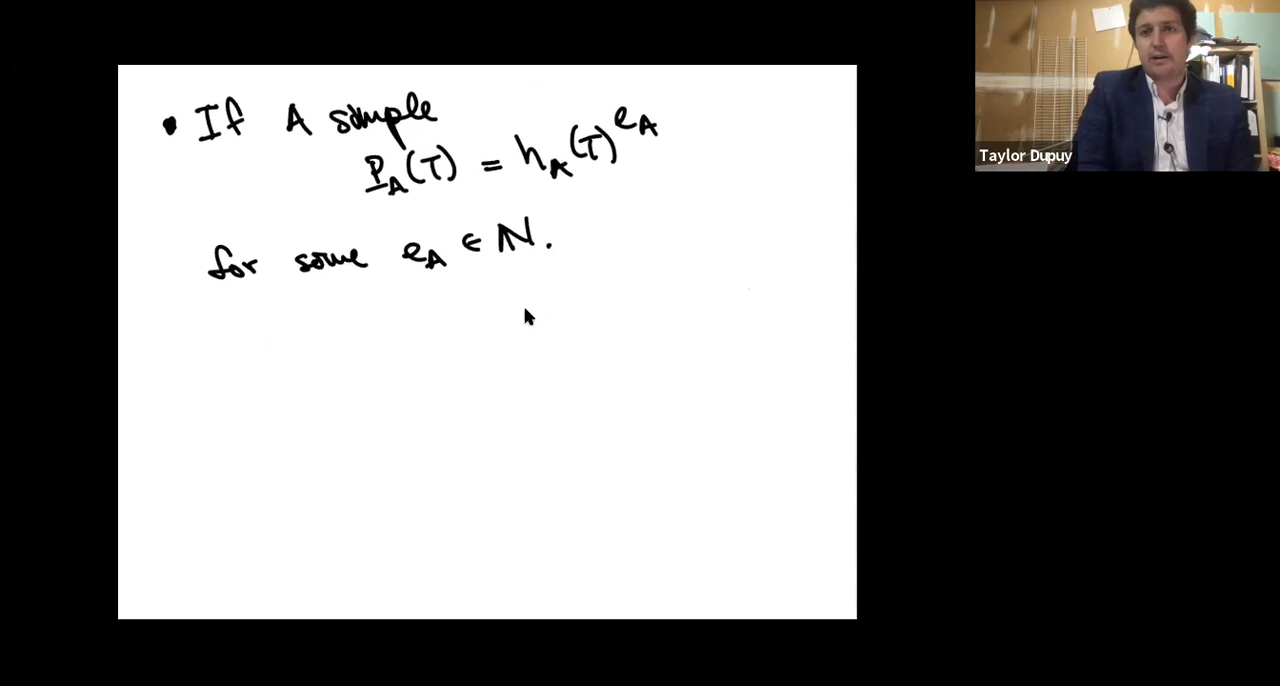 • If A simple
P_A(T) = h_A(T)^{e_A}
for some e_A ∈ ℕ.
Taylor Dupuy